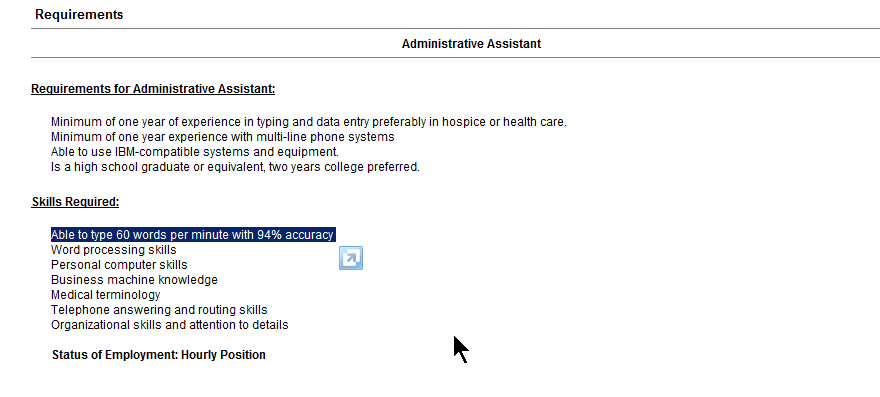 Requirements
Administrative Assistant
Requirements for Administrative Assistant:
Minimum of one year of experience in typing and data entry preferably in hospice or health care.
Minimum of one year experience with multi-line phone systems
Able to use IBM-compatible systems and equipment.
Is a high school graduate or equivalent, two years college preferred.
Skills Required:
Able to type 60 words per minute with 94% accuracy
Word processing skills
Personal computer skills
Business machine knowledge
Medical terminology
Telephone answering and routing skills
Organizational skills and attention to details
Status of Employment: Hourly Position